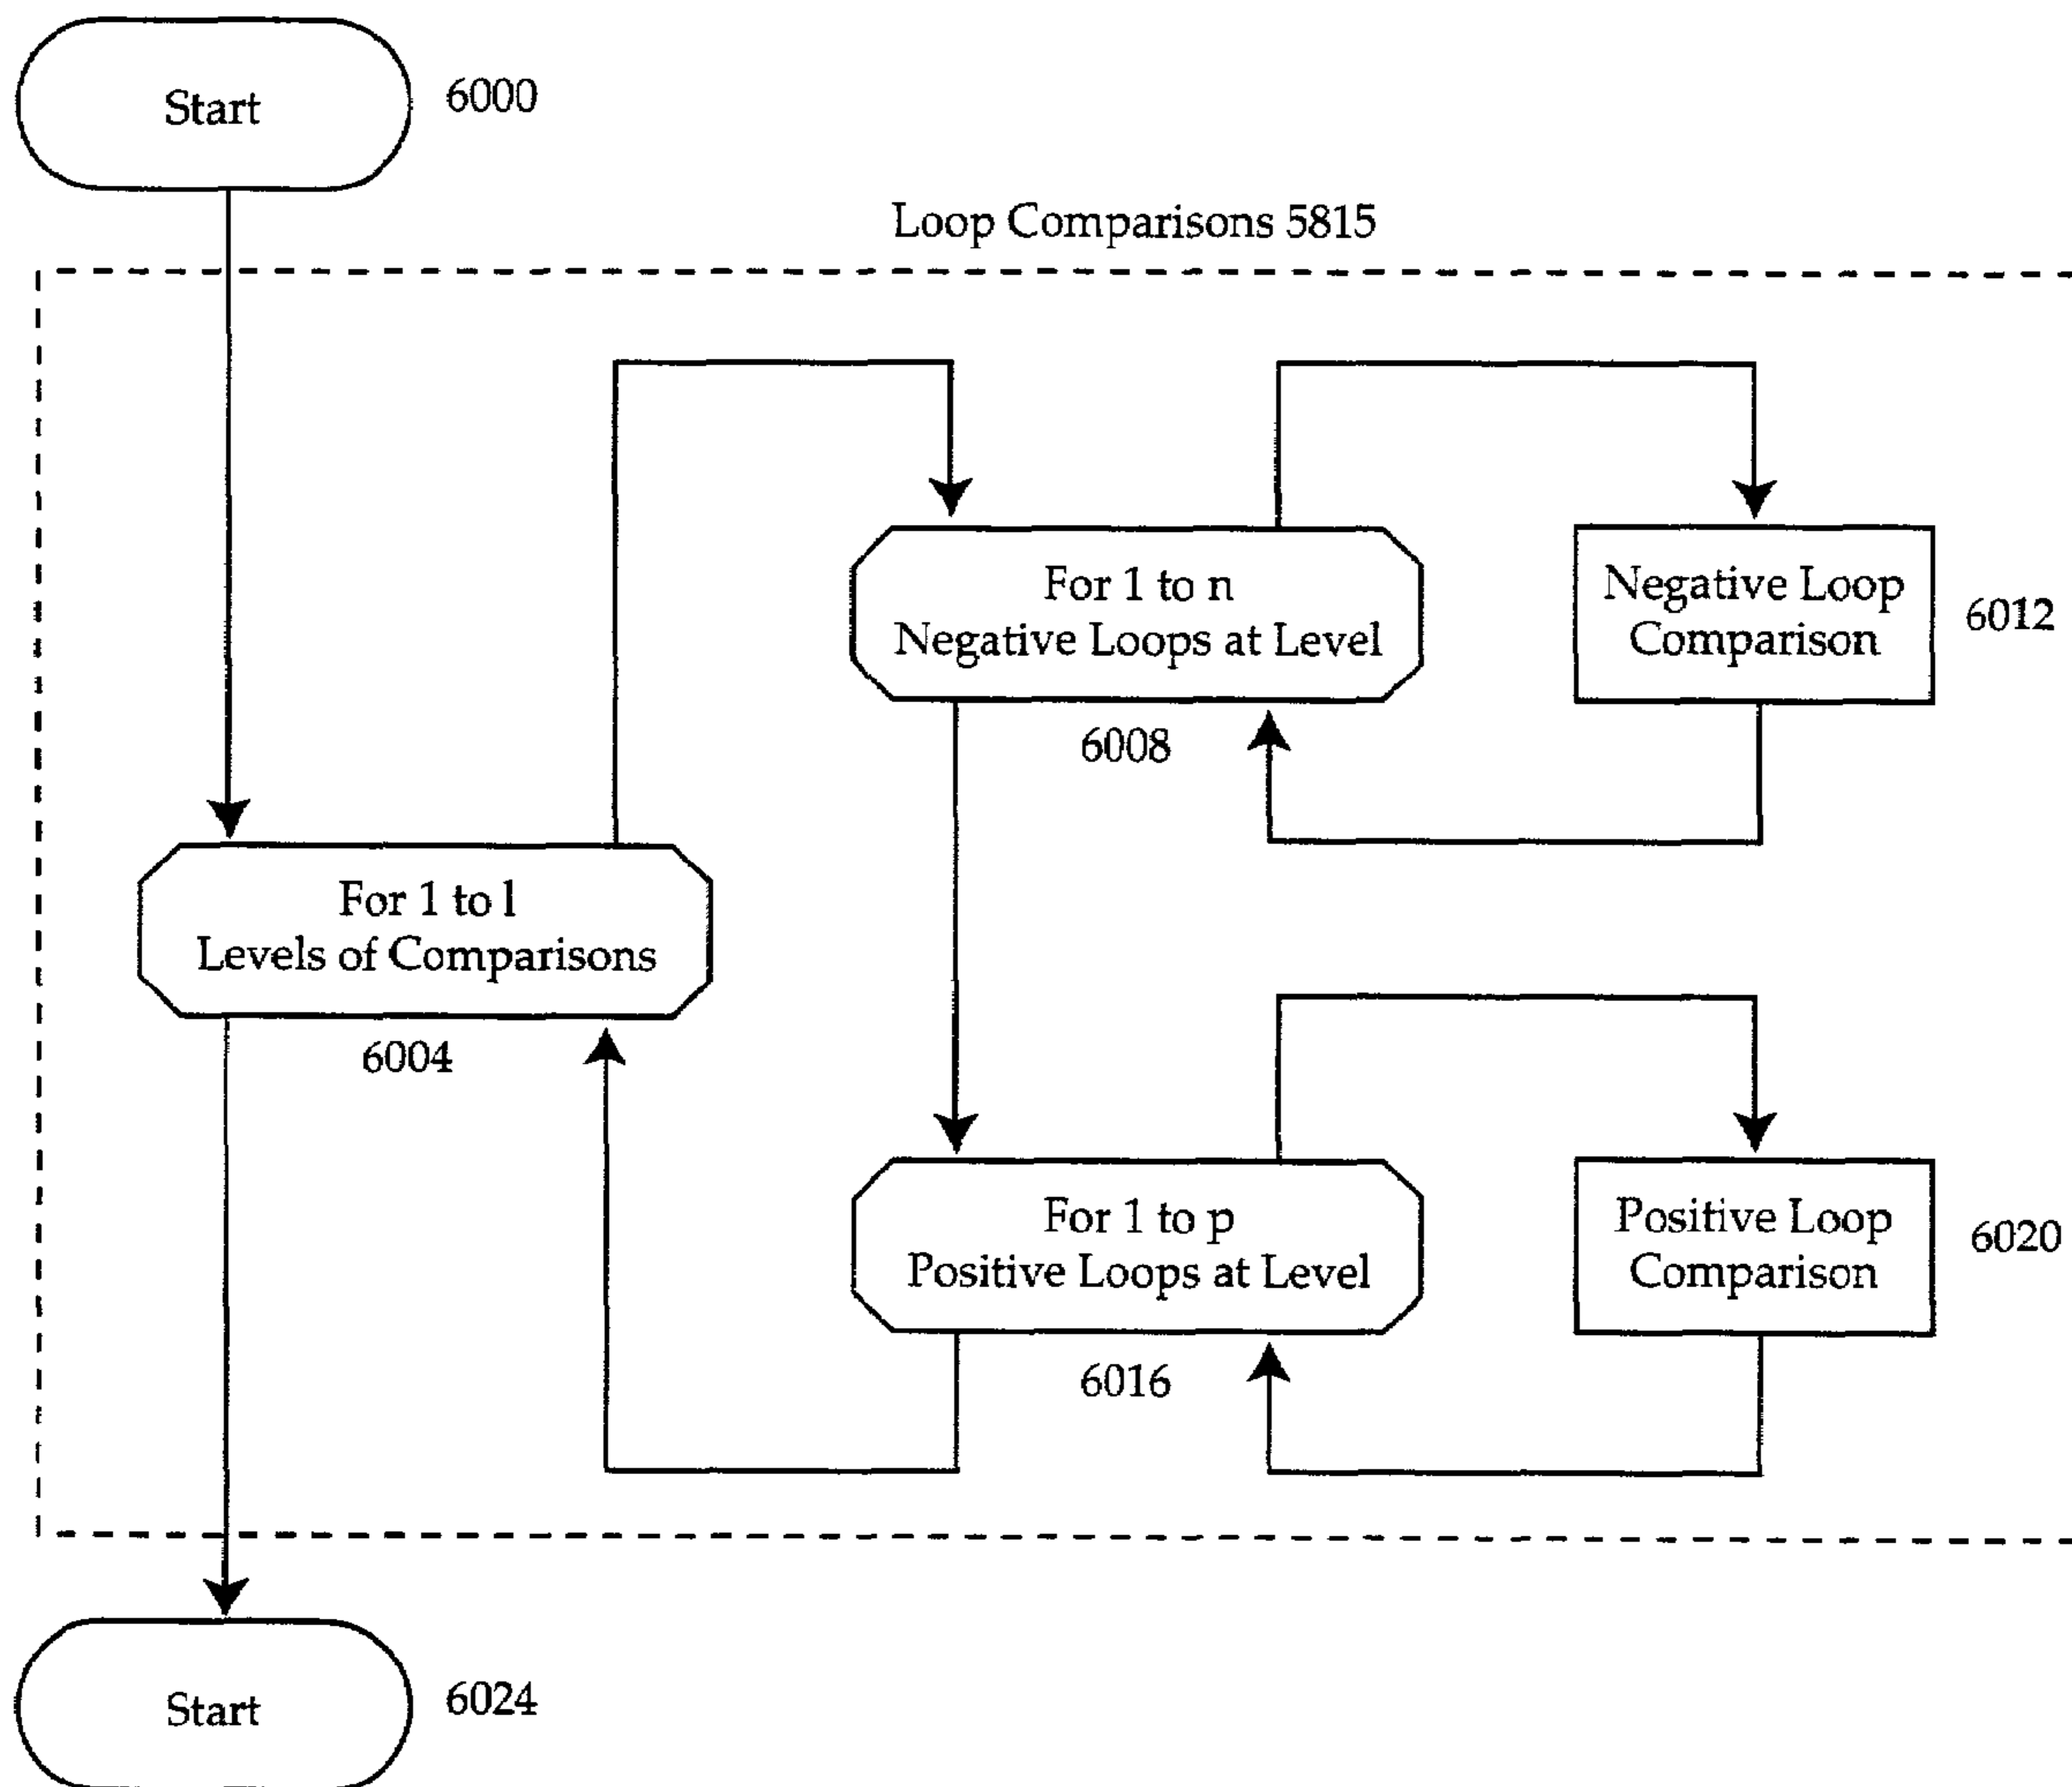 Start
6000
Loop Comparisons 5815
For 1 to n
Negative Loops at Level
6008
Negative Loop
Comparison
6012
For 1 to l
Levels of Comparisons
6004
For 1 to p
Positive Loops at Level
6016
Positive Loop
Comparison
6020
Start
6024